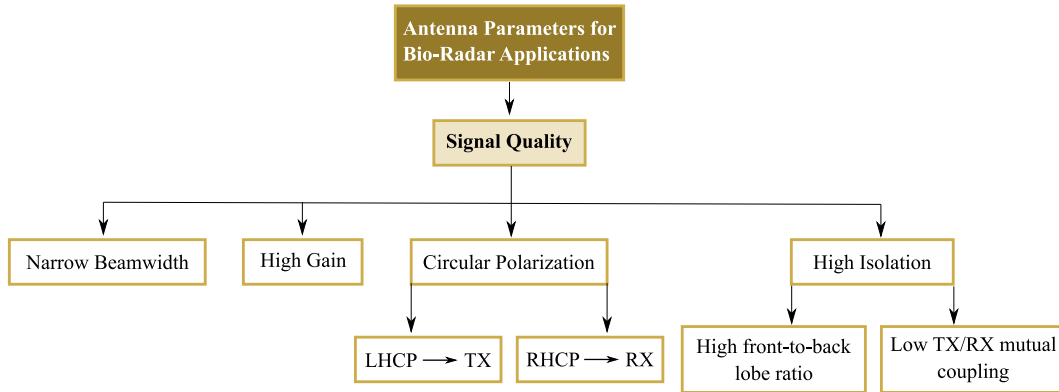 Antenna Parameters for
Bio-Radar Applications
Signal Quality
Narrow Beamwidth
High Gain
Circular Polarization
High Isolation
LHCP → TX
RHCP → RX
High front-to-back
lobe ratio
Low TX/RX mutual
coupling